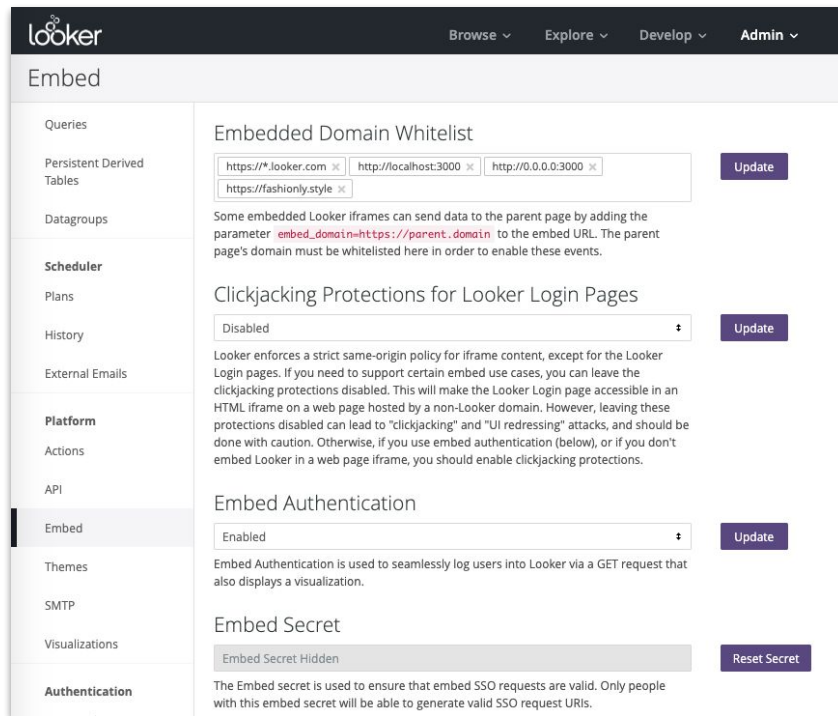 looker
Browse Explore Develop Admin
Embed
Queries
Persistent Derived
Tables
Datagroups
Scheduler
Plans
History
External Emails
Platform
Actions
API
Embed
Themes
SMTP
Visualizations
Authentication
Embedded Domain Whitelist
https://*.looker.com × http://localhost:3000 × http://0.0.0.0:3000 ×
https://fashionly.style ×
Update
Some embedded Looker iframes can send data to the parent page by adding the
parameter embed_domain=https://parent.domain to the embed URL. The parent
page's domain must be whitelisted here in order to enable these events.
Clickjacking Protections for Looker Login Pages
Disabled
Update
Looker enforces a strict same-origin policy for iframe content, except for the Looker
Login pages. If you need to support certain embed use cases, you can leave the
clickjacking protections disabled. This will make the Looker Login page accessible in an
HTML iframe on a web page hosted by a non-Looker domain. However, leaving these
protections disabled can lead to "clickjacking" and "UI redressing" attacks, and should be
done with caution. Otherwise, if you use embed authentication (below), or if you don't
embed Looker in a web page iframe, you should enable clickjacking protections.
Embed Authentication
Enabled
Update
Embed Authentication is used to seamlessly log users into Looker via a GET request that
also displays a visualization.
Embed Secret
Embed Secret Hidden
Reset Secret
The Embed secret is used to ensure that embed SSO requests are valid. Only people
with this embed secret will be able to generate valid SSO request URIs.